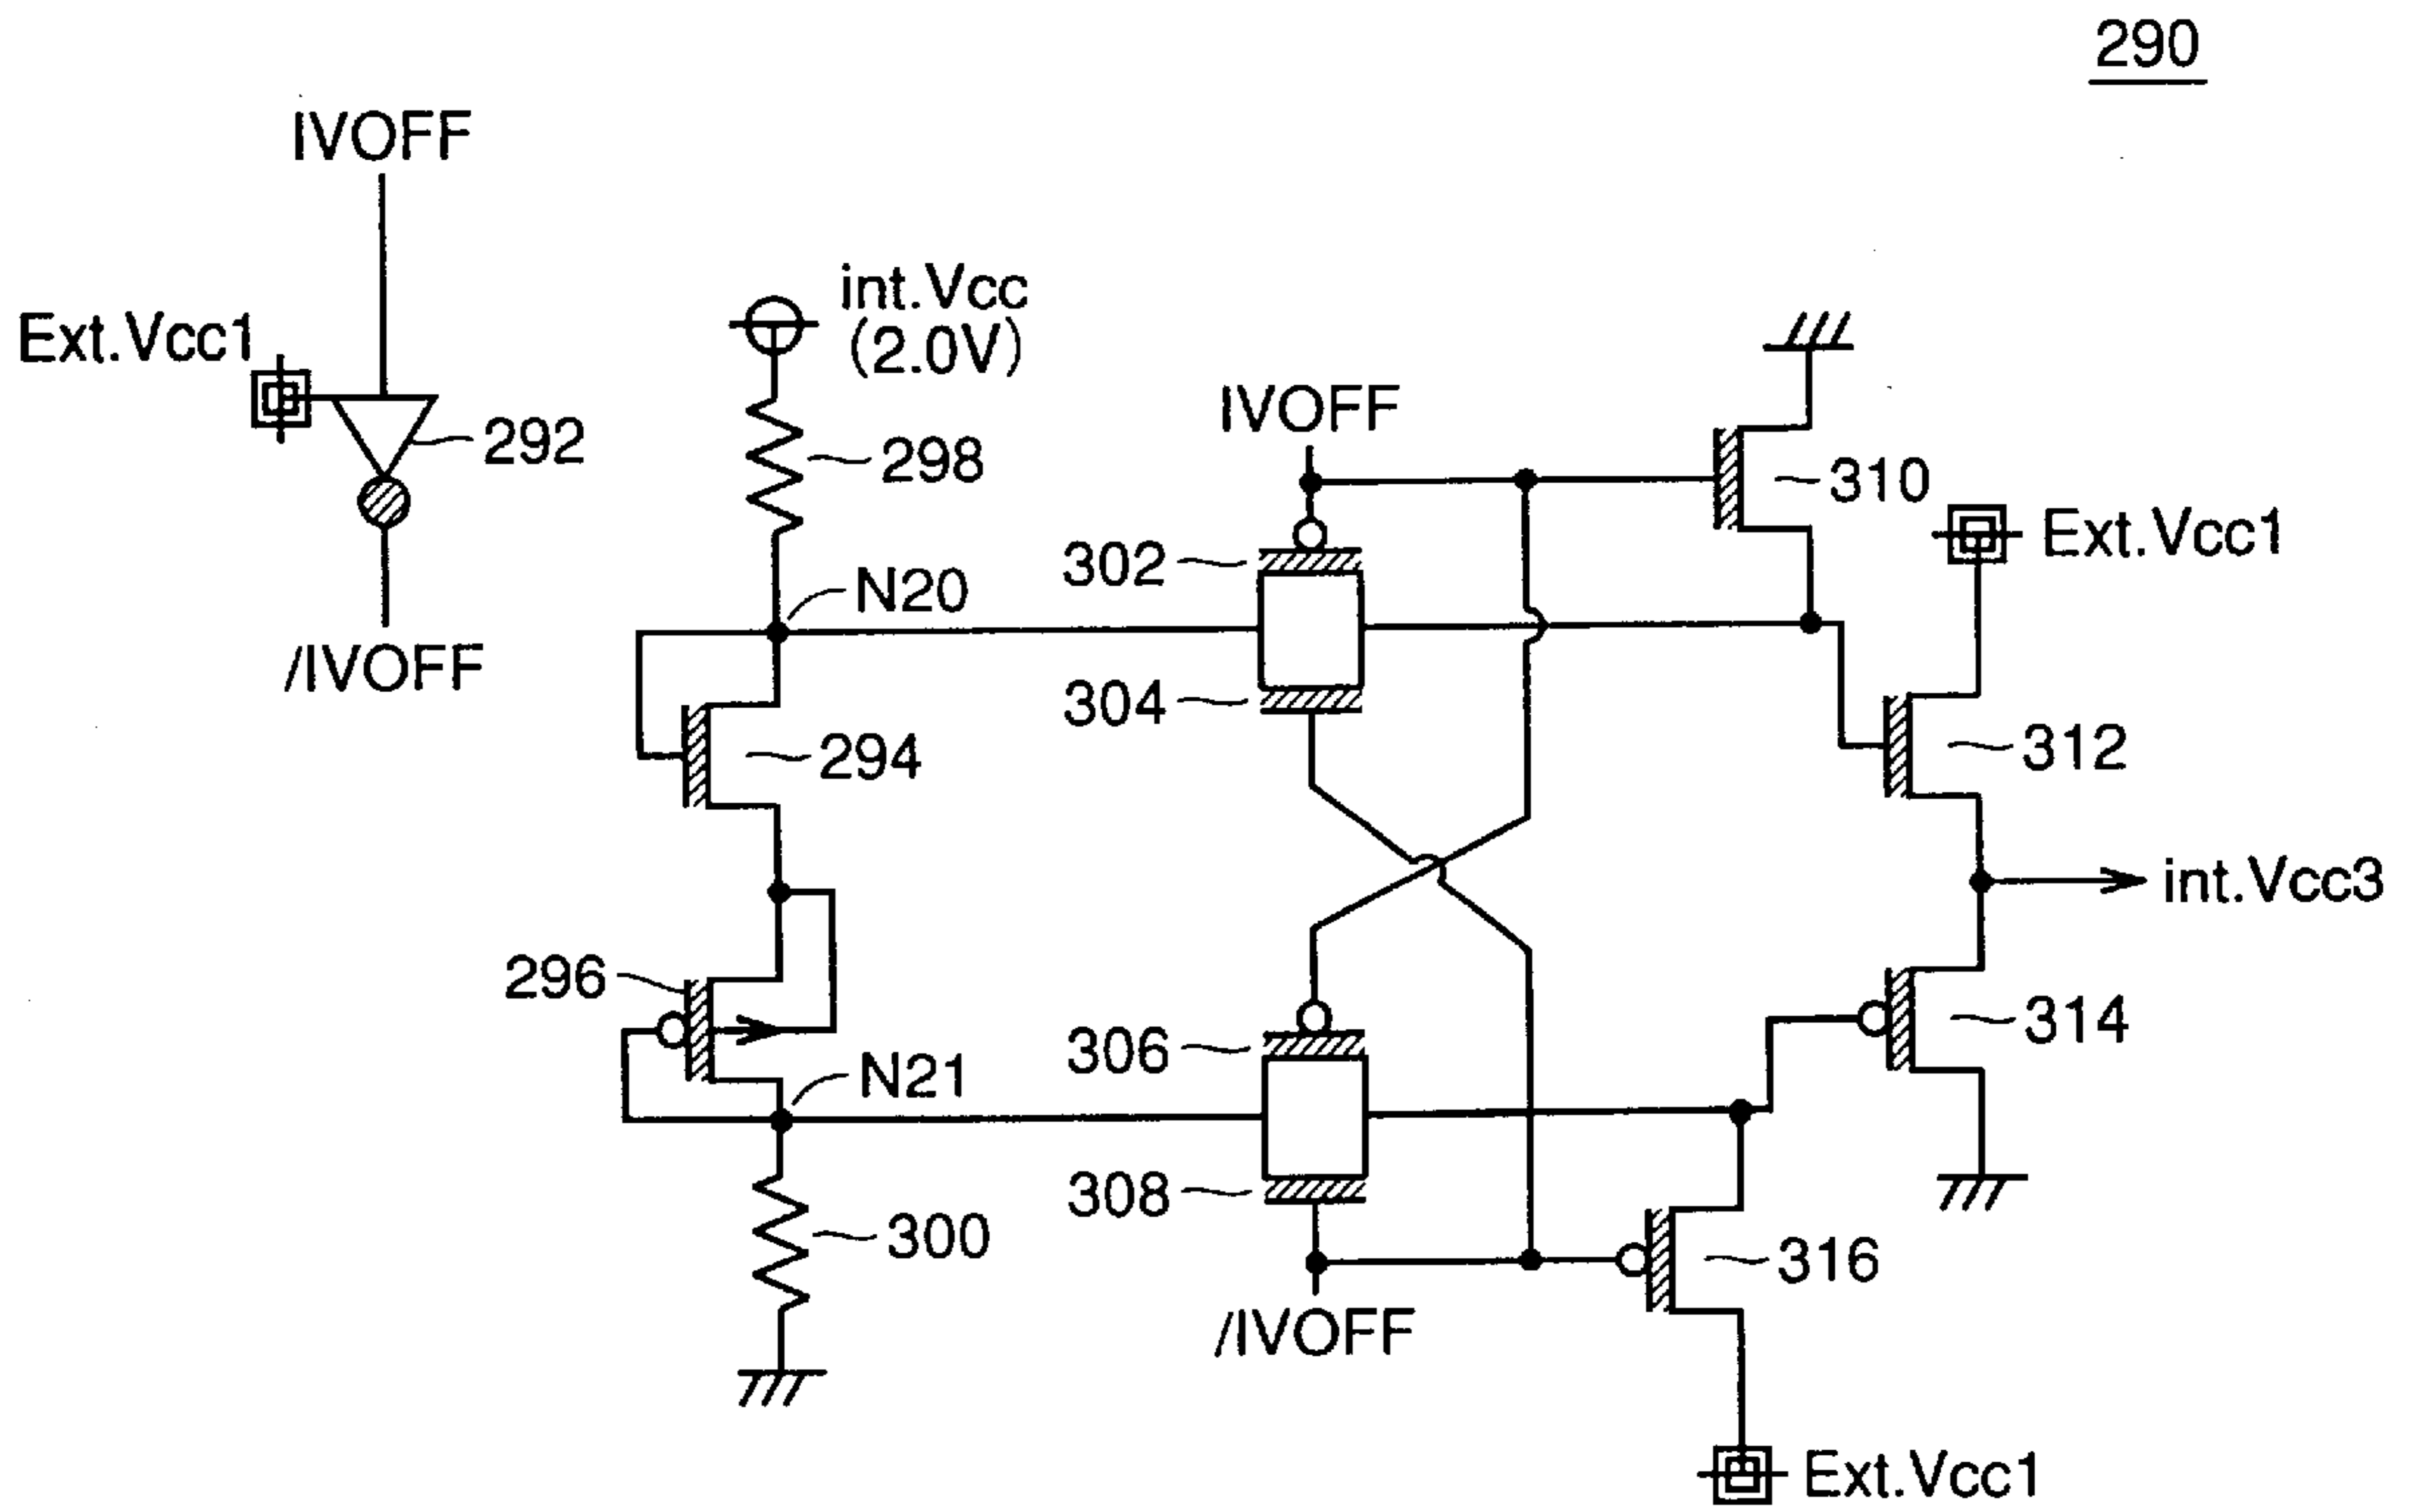 290
IVOFF
Ext.Vcc1
292
/IVOFF
int.Vcc
(2.0V)
298
N20
294
296
N21
300
IVOFF
302
304
306
308
/IVOFF
310
Ext.Vcc1
312
int.Vcc3
314
316
Ext.Vcc1